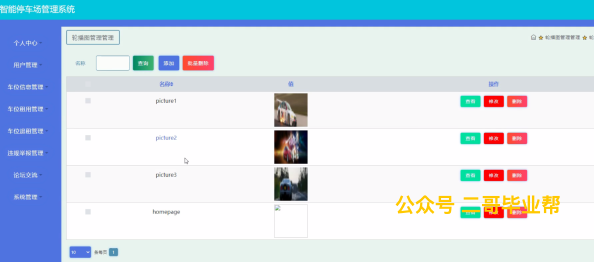 智能停车场管理系统
轮播图管理管理
轮播图管理管理
个人中心
用户管理
车位信息管理
车位租用管理
车位退租管理
违规举报管理
论坛交流
系统管理
名称
查询
添加
批量删除
名称 值 操作
picture1 查看 修改 删除
picture2 查看 修改 删除
picture3 查看 修改 删除
homepage 修改 删除
公众号 二哥毕业帮
10 条每页 1